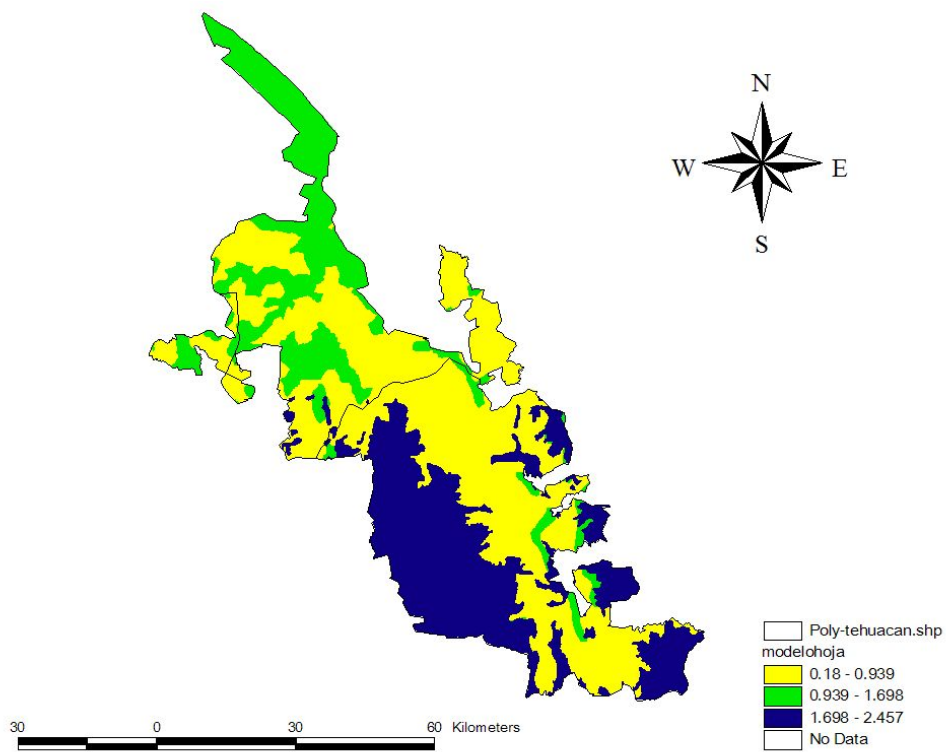 N
W E
S
Poly-tehuacan.shp
modelohoja
0.18 - 0.939
0.939 - 1.698
1.698 - 2.457
No Data
30 0 30 60 Kilometers